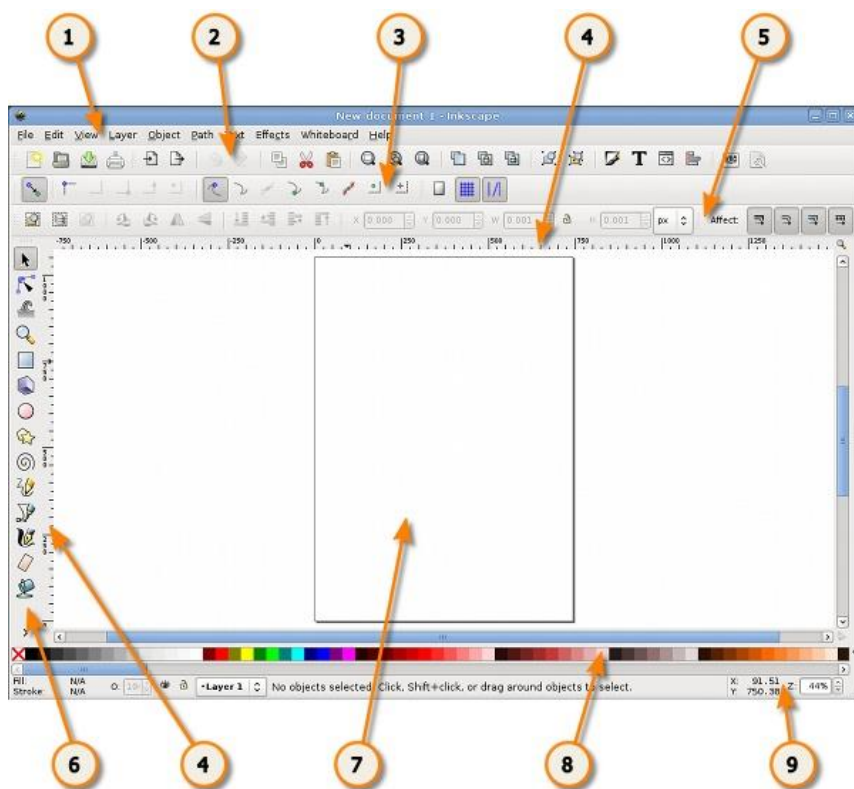 1 2 3 4 5
New document 1 - Inkscape
File Edit View Layer Object Path Text Effects Whiteboard Help
X 0.000 Y 0.000 W 0.001 H 0.001 px Affect:
-750 -500 -250 0 250 500 750 1000 1250
Fill: N/A
Stroke: N/A
O: Layer 1 No objects selected. Click, Shift+click, or drag around objects to select. X: 91.51 Z: 44%
Y: 750.38
6 4 7 8 9